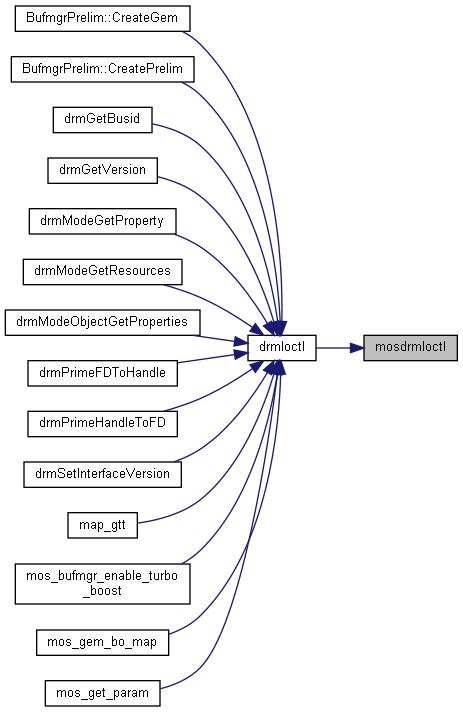 BufmgrPrelim::CreateGem
BufmgrPrelim::CreatePrelim
drmGetBusid
drmGetVersion
drmModeGetProperty
drmModeGetResources
drmModeObjectGetProperties
drmIoctl
mosdrmIoctl
drmPrimeFDToHandle
drmPrimeHandleToFD
drmSetInterfaceVersion
map_gtt
mos_bufmgr_enable_turbo
_boost
mos_gem_bo_map
mos_get_param